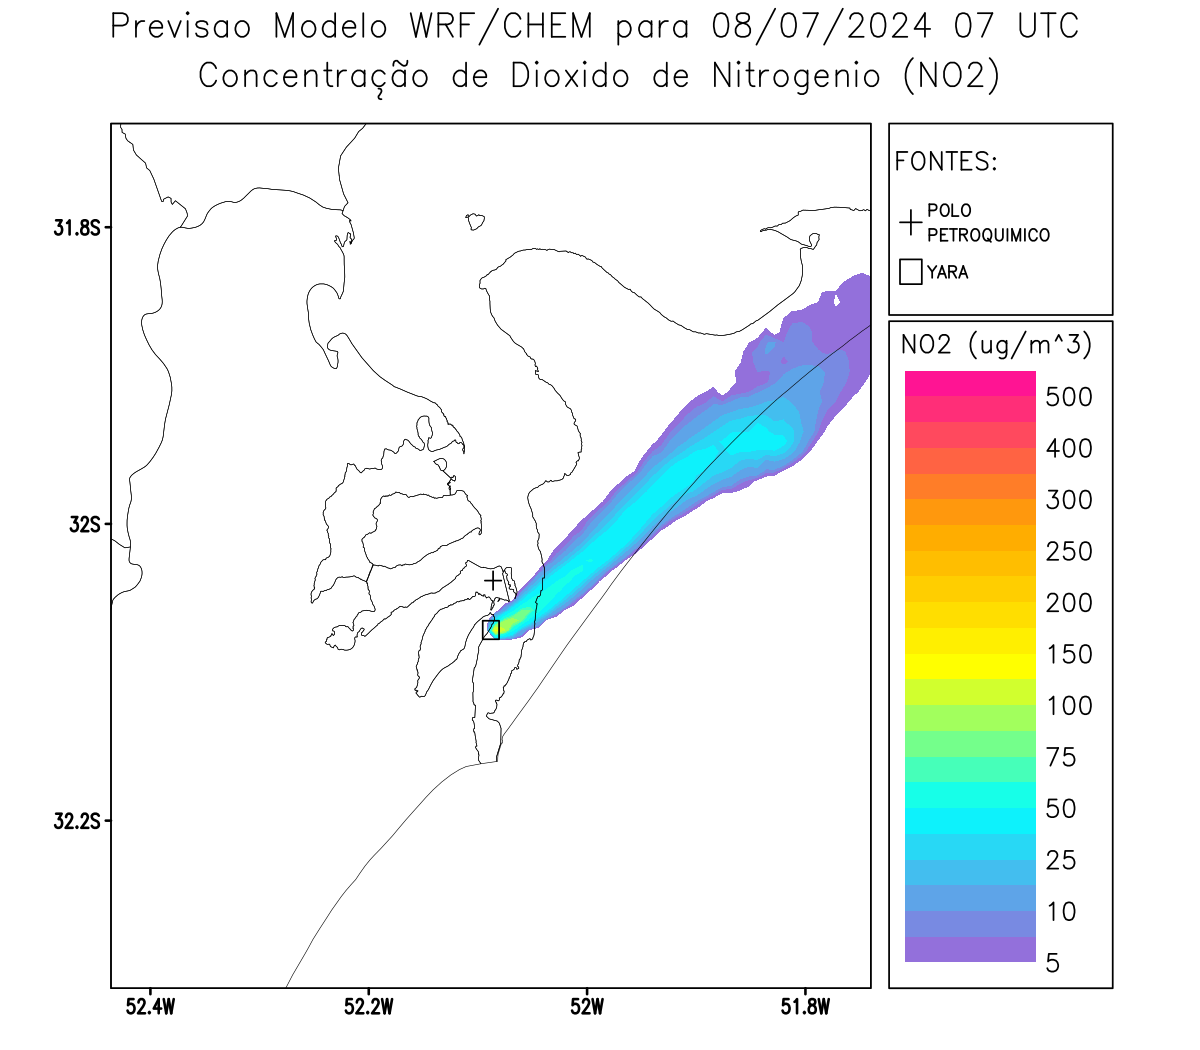 Previsao Modelo WRF/CHEM para 08/07/2024 07 UTC
Concentração de Dioxido de Nitrogenio (NO2)
FONTES:
POLO
PETROQUIMICO
YARA
NO2 (ug/m^3)
500
400
300
250
200
150
100
75
50
25
10
5
31.8S
32S
32.2S
52.4W
52.2W
52W
51.8W